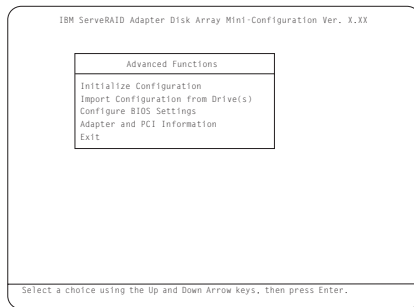 IBM ServeRAID Adapter Disk Array Mini-Configuration Ver. X.XX
Advanced Functions
Initialize Configuration
Import Configuration from Drive(s)
Configure BIOS Settings
Adapter and PCI Information
Exit
Select a choice using the Up and Down Arrow keys, then press Enter.